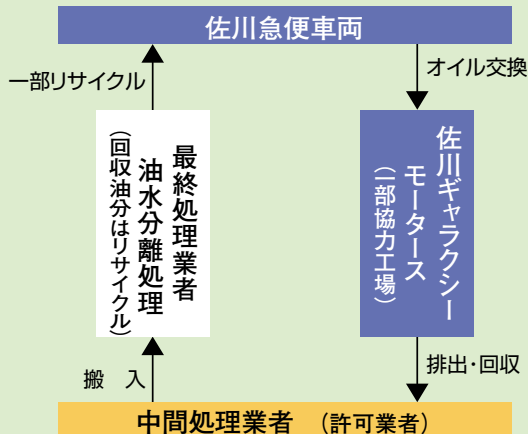 佐川急便車両
一部リサイクル
オイル交換
最終処理業者
油水分離処理
（回収油分はリサイクル）
佐川ギャラクシー
モータース
（一部協力工場）
搬　入
排出・回収
中間処理業者　（許可業者）